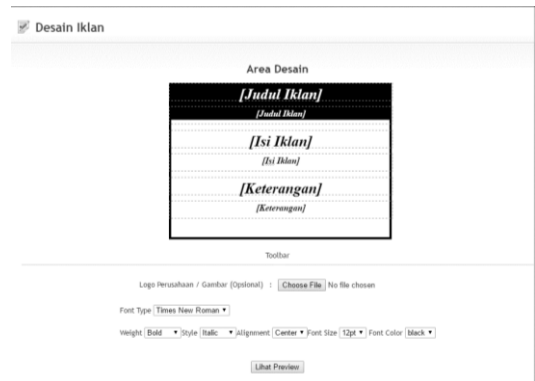 Desain Iklan
Area Desain
[Judul Iklan]
[Judul Iklan]
[Isi Iklan]
[Isi Iklan]
[Keterangan]
[Keterangan]
Toolbar
Logo Perusahaan / Gambar (Opsional) : Choose File No file chosen
Font Type Times New Roman
Weight Bold Style Italic Alignment Center Font Size 12pt Font Color black
Lihat Preview